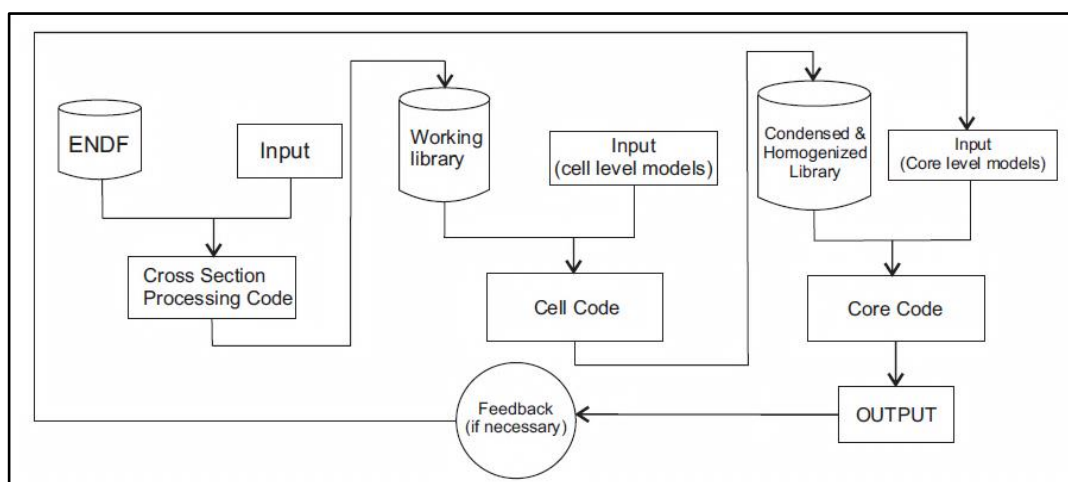 ENDF
Input
Cross Section
Processing Code
Working
library
Input
(cell level models)
Cell Code
Condensed &
Homogenized
Library
Input
(Core level models)
Core Code
OUTPUT
Feedback
(if necessary)